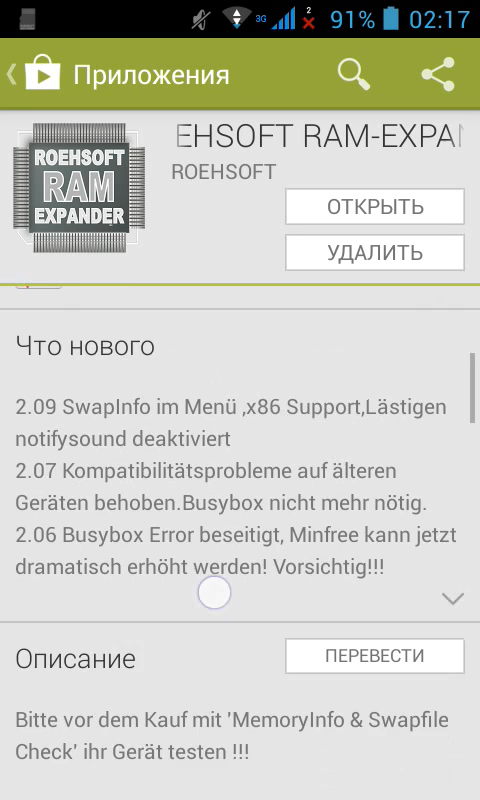 3G 2 91% 02:17
Приложения
ROEHSOFT
RAM
EXPANDER
EHSOFT RAM-EXPA
ROEHSOFT
ОТКРЫТЬ
УДАЛИТЬ
Что нового
2.09 SwapInfo im Menü ,x86 Support,Lästigen
notifysound deaktiviert
2.07 Kompatibilitätsprobleme auf älteren
Geräten behoben.Busybox nicht mehr nötig.
2.06 Busybox Error beseitigt, Minfree kann jetzt
dramatisch erhöht werden! Vorsichtig!!!
Описание
ПЕРЕВЕСТИ
Bitte vor dem Kauf mit 'MemoryInfo & Swapfile
Check' ihr Gerät testen !!!